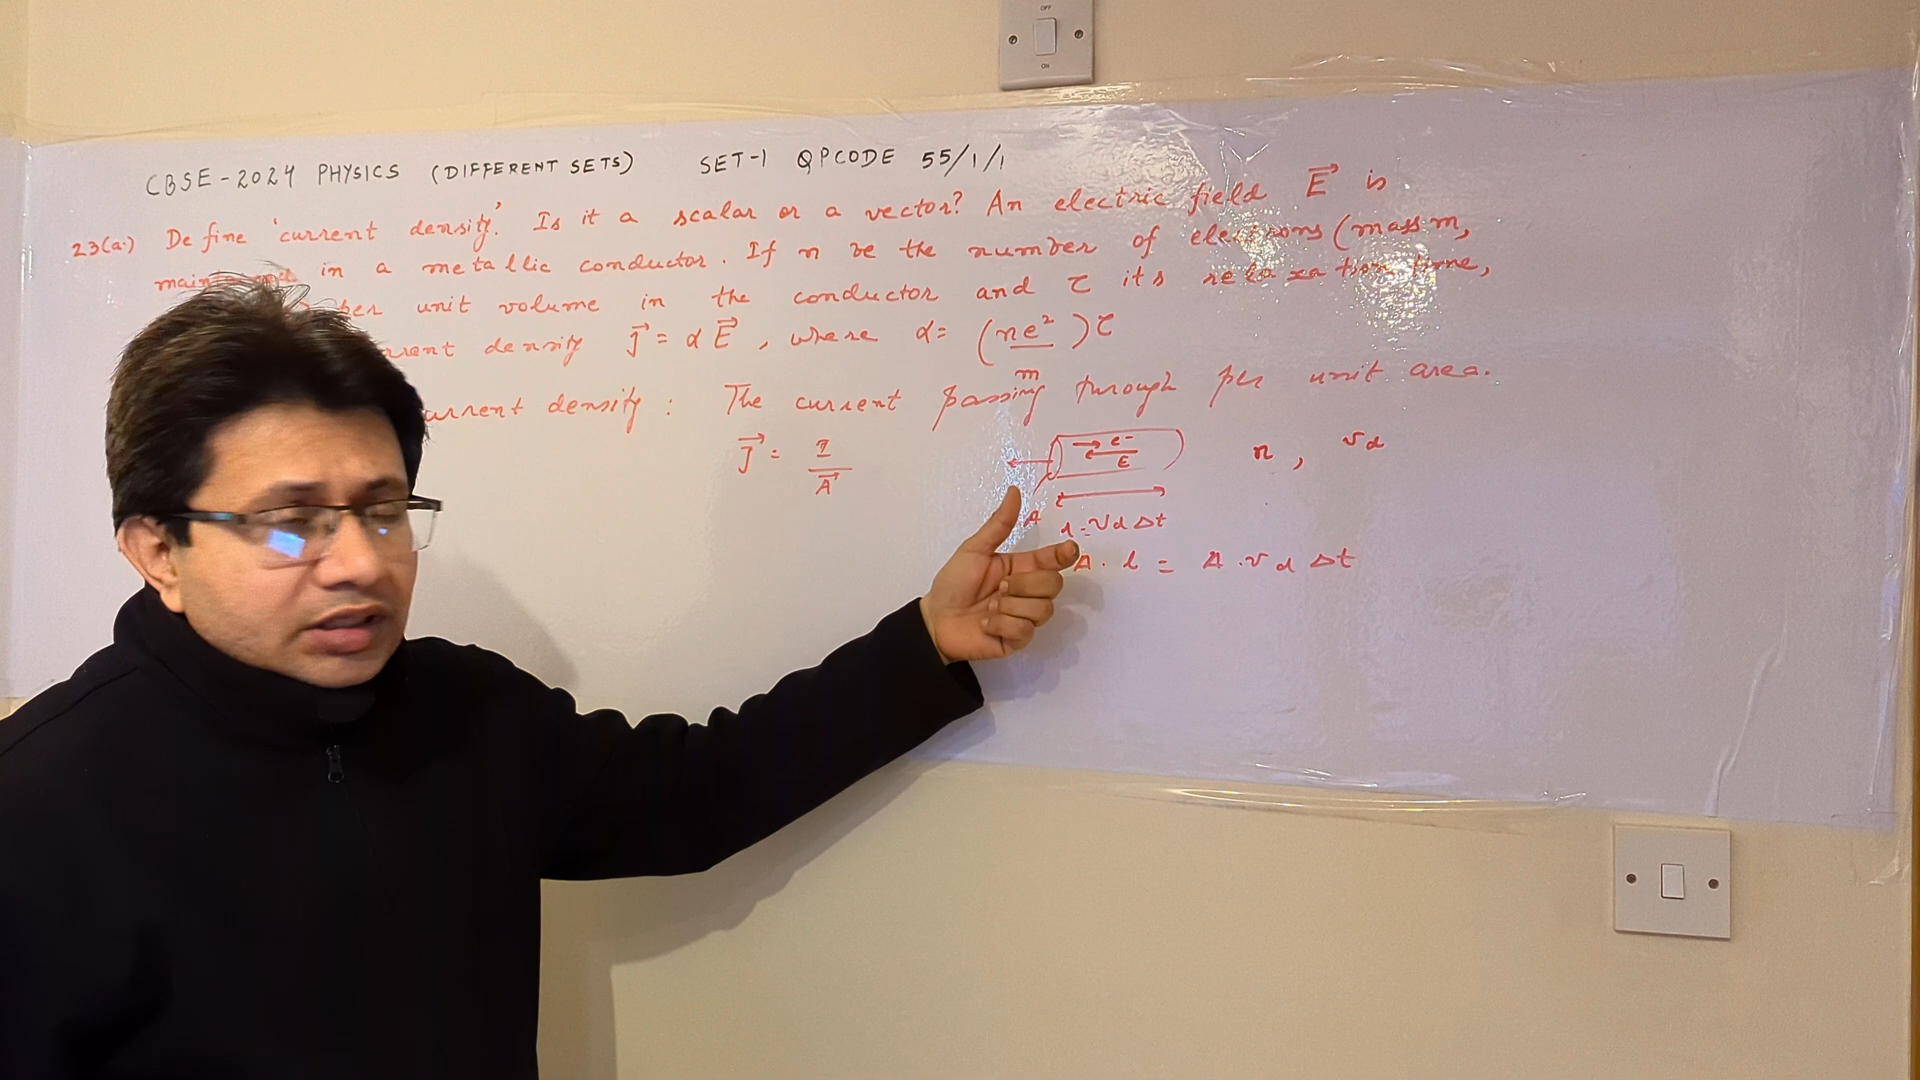 OFF
ON
CBSE-2024 PHYSICS (DIFFERENT SETS) SET-1 QPCODE 55/1/1
23(a.) Define 'current density'. Is it a scalar or a vector? An electric field E⃗ is
in a metallic conductor. If n be the number of electrons (mass m,
per unit volume in the conductor and τ its relaxation time,
density J⃗ = α E⃗, where α = (ne²/m)τ
current density : The current passing through per unit area.
J⃗ = I/A⃗
e-
E
n, vd
A
l = vd Δt
A . l = A . vd Δt